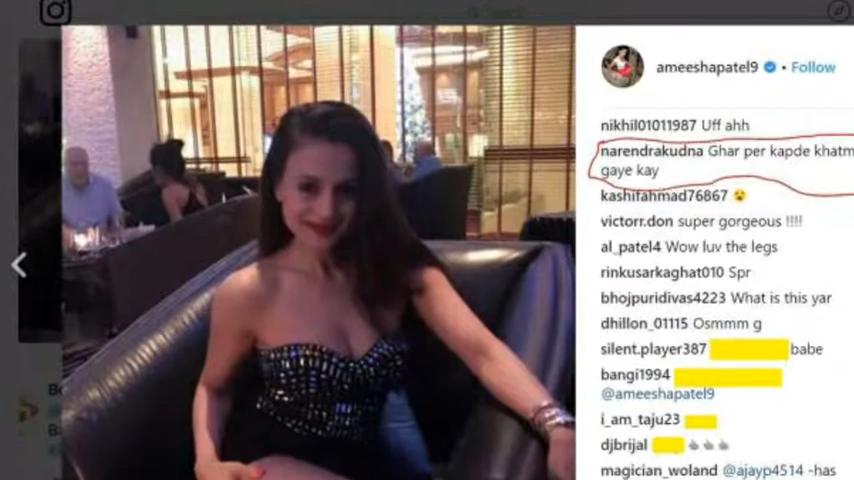 ameeshapatel9 • Follow
nikhil01011987 Uff ahh
narendrakudna Ghar per kapde khatm
gaye kay
kashifahmad76867 😮
victorr.don super gorgeous !!!!
al_patel4 Wow luv the legs
rinkusarkaghat010 Spr
bhojpuridivas4223 What is this yar
dhillon_01115 Osmmm g
silent.player387 babe
bangi1994
@ameeshapatel9
i_am_taju23
djbrijal
magician_woland @ajayp4514 -has